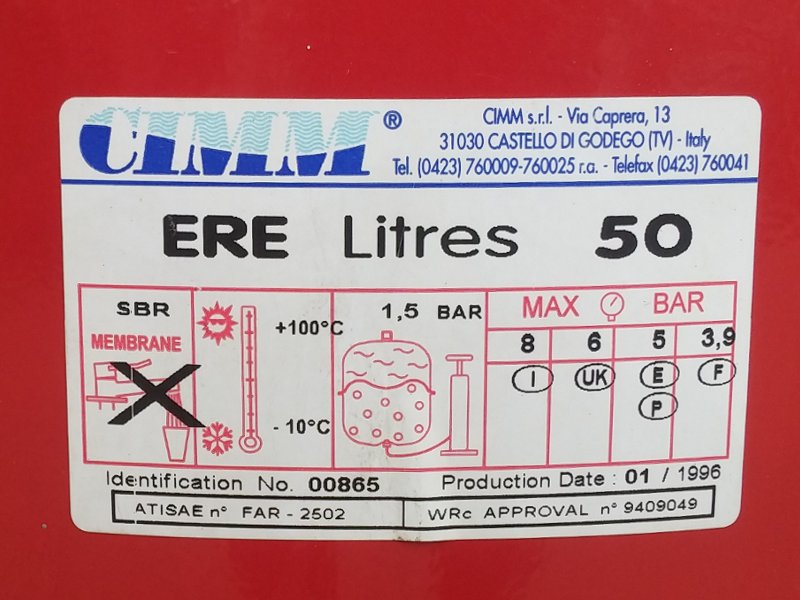 CIMM®
CIMM s.r.l. - Via Caprera, 13
31030 CASTELLO DI GODEGO (TV) - Italy
Tel. (0423) 760009-760025 r.a. - Telefax (0423) 760041
ERE Litres 50
SBR
MEMBRANE
+100°C
- 10°C
1,5 BAR
MAX BAR
8 6 5 3,9
I UK E F
P
Identification No. 00865
Production Date : 01 / 1996
ATISAE n° FAR - 2502
WRc APPROVAL n° 9409049